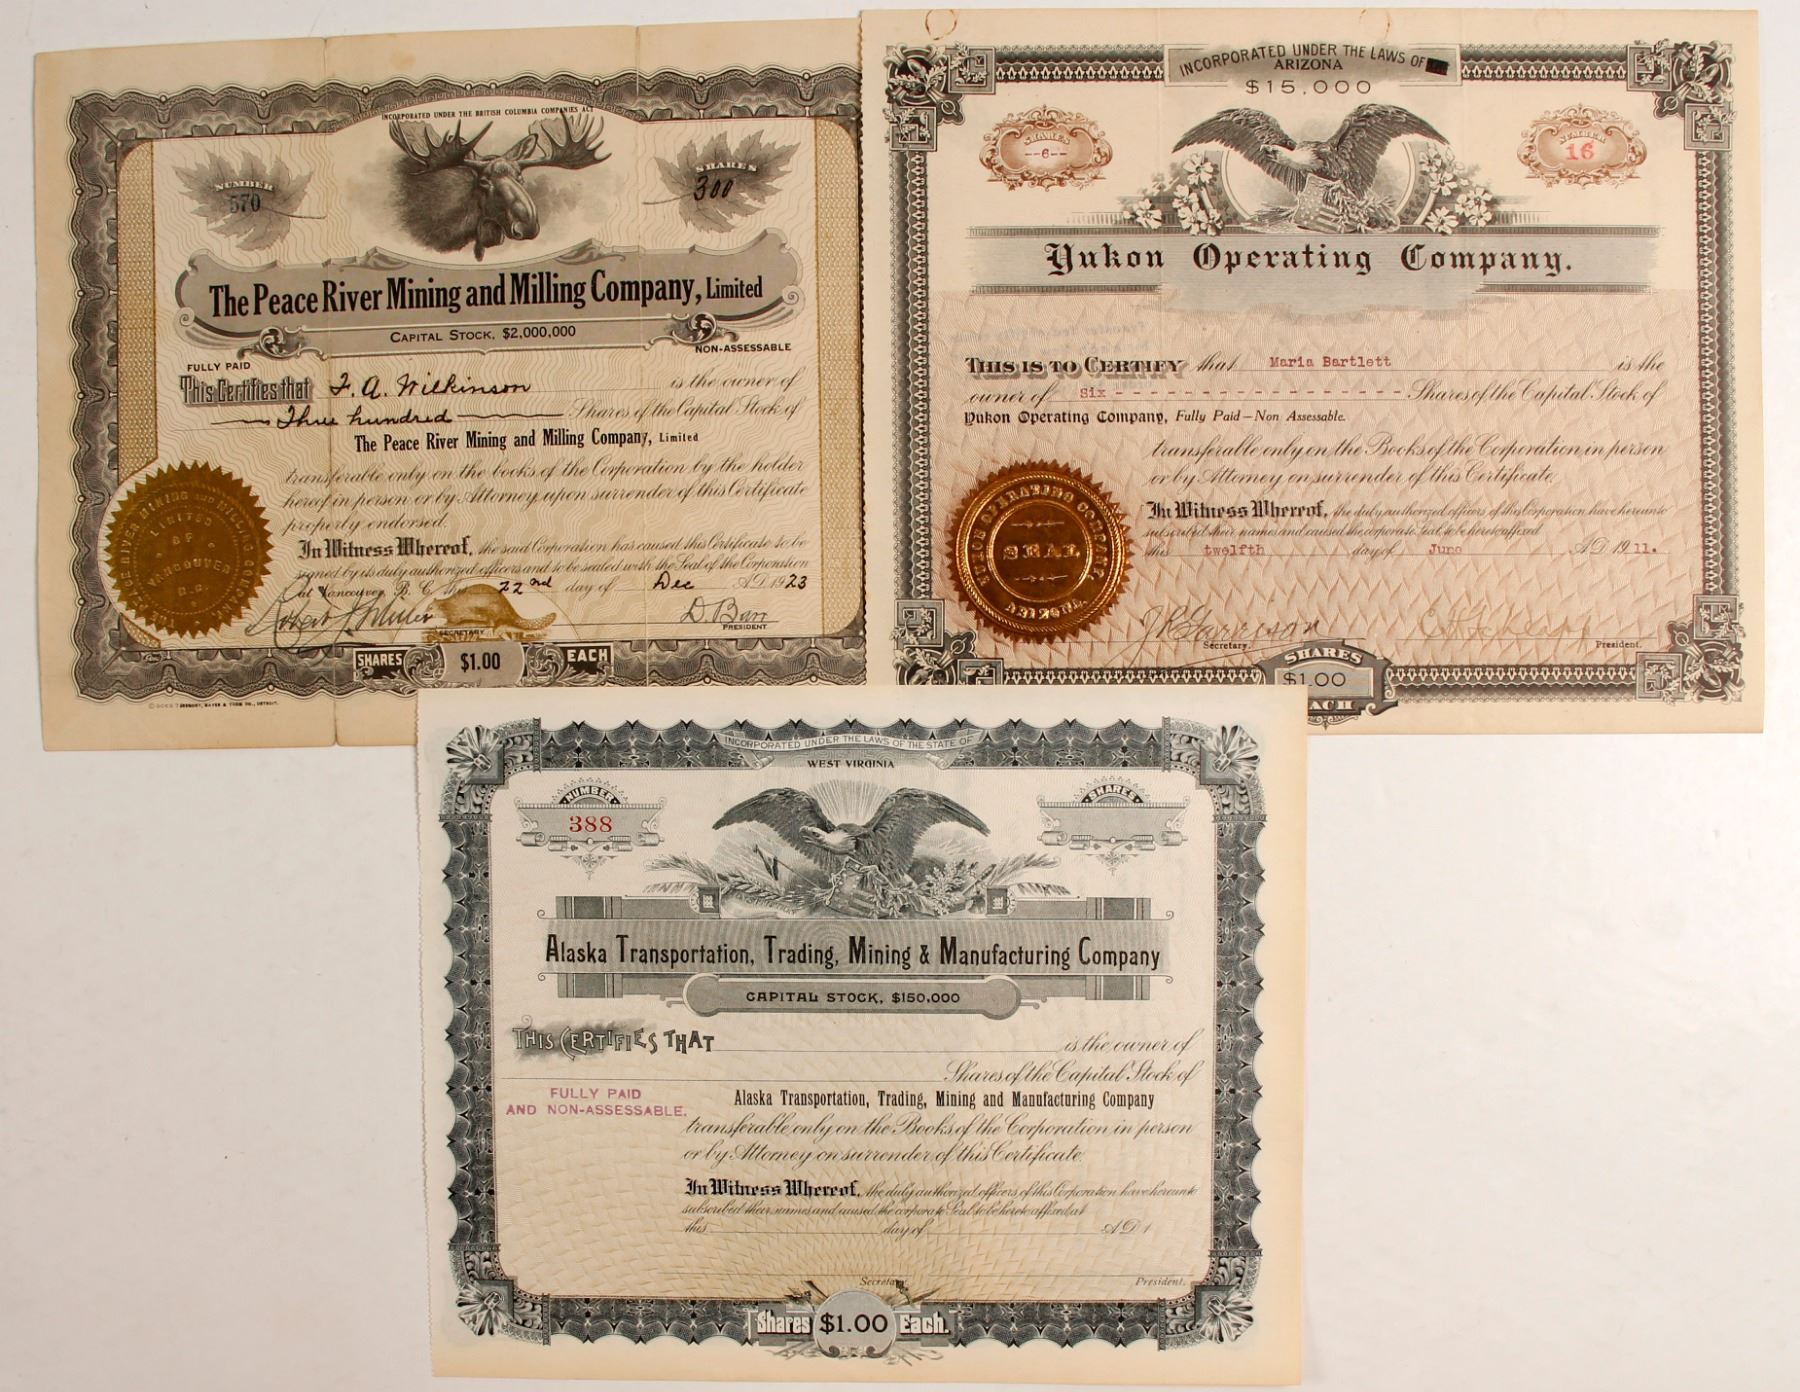 INCORPORATED UNDER THE BRITISH COLUMBIA COMPANIES ACT
NUMBER
570
SHARES
300
The Peace River Mining and Milling Company, Limited
CAPITAL STOCK, $2,000,000
FULLY PAID
NON-ASSESSABLE
This Certifies that F. A. Wilkinson is the owner of
Three hundred Shares of the Capital Stock of
The Peace River Mining and Milling Company, Limited
transferable only on the books of the Corporation by the holder
hereof in person or by Attorney upon surrender of this Certificate
properly endorsed.
In Witness Whereof, the said Corporation has caused this Certificate to be
signed by its duly authorized officers and to be sealed with the Seal of the Corporation
at Vancouver, B. C. this 22nd day of Dec A.D. 1923
THE PEACE RIVER MINING AND MILLING COMPANY
LIMITED
OF
VANCOUVER
B.C.
SECRETARY
D. Barr
PRESIDENT
SHARES $1.00 EACH
INCORPORATED UNDER THE LAWS OF
ARIZONA
$15,000
SHARES
--6--
NUMBER
16
Yukon Operating Company.
THIS IS TO CERTIFY that Maria Bartlett is the
owner of Six - - - - - - - - - - - - - - - - Shares of the Capital Stock of
Yukon Operating Company, Fully Paid—Non Assessable.
transferable only on the Books of the Corporation in person
or by Attorney on surrender of this Certificate.
In Witness Whereof, the duly authorized officers of this Corporation have hereunto
subscribed their names and caused the corporate Seal to be hereto affixed
this twelfth day of June A.D. 1911.
YUKON OPERATING COMPANY
SEAL
ARIZONA.
J R Garrison
Secretary.
President.
SHARES
$1.00
EACH
INCORPORATED UNDER THE LAWS OF THE STATE OF
WEST VIRGINIA
NUMBER
388
SHARES
Alaska Transportation, Trading, Mining & Manufacturing Company
CAPITAL STOCK, $150,000
THIS CERTIFIES THAT is the owner of
Shares of the Capital Stock of
FULLY PAID
AND NON-ASSESSABLE.
Alaska Transportation, Trading, Mining and Manufacturing Company
transferable only on the Books of the Corporation in person
or by Attorney on surrender of this Certificate.
In Witness Whereof, the duly authorized officers of this Corporation have hereunto
subscribed their names and caused the corporate Seal to be hereto affixed at
this day of A.D. 1
Secretary. President.
Shares $1.00 Each.